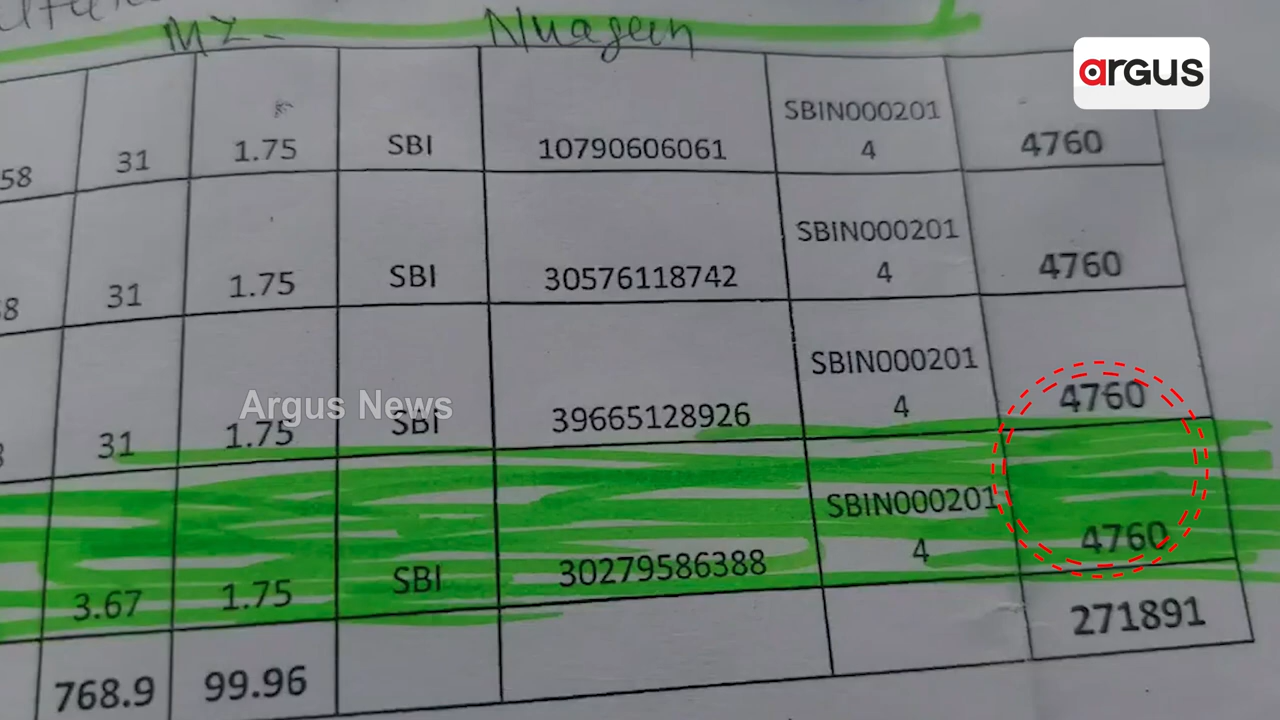 MZ- Nuagaon
argus
58 31 1.75 SBI 10790606061 SBIN000201
4 4760
8 31 1.75 SBI 30576118742 SBIN000201
4 4760
Argus News
31 1.75 SBI 39665128926 SBIN000201
4 4760
3.67 1.75 SBI 30279586388 SBIN000201
4 4760
768.9 99.96 271891